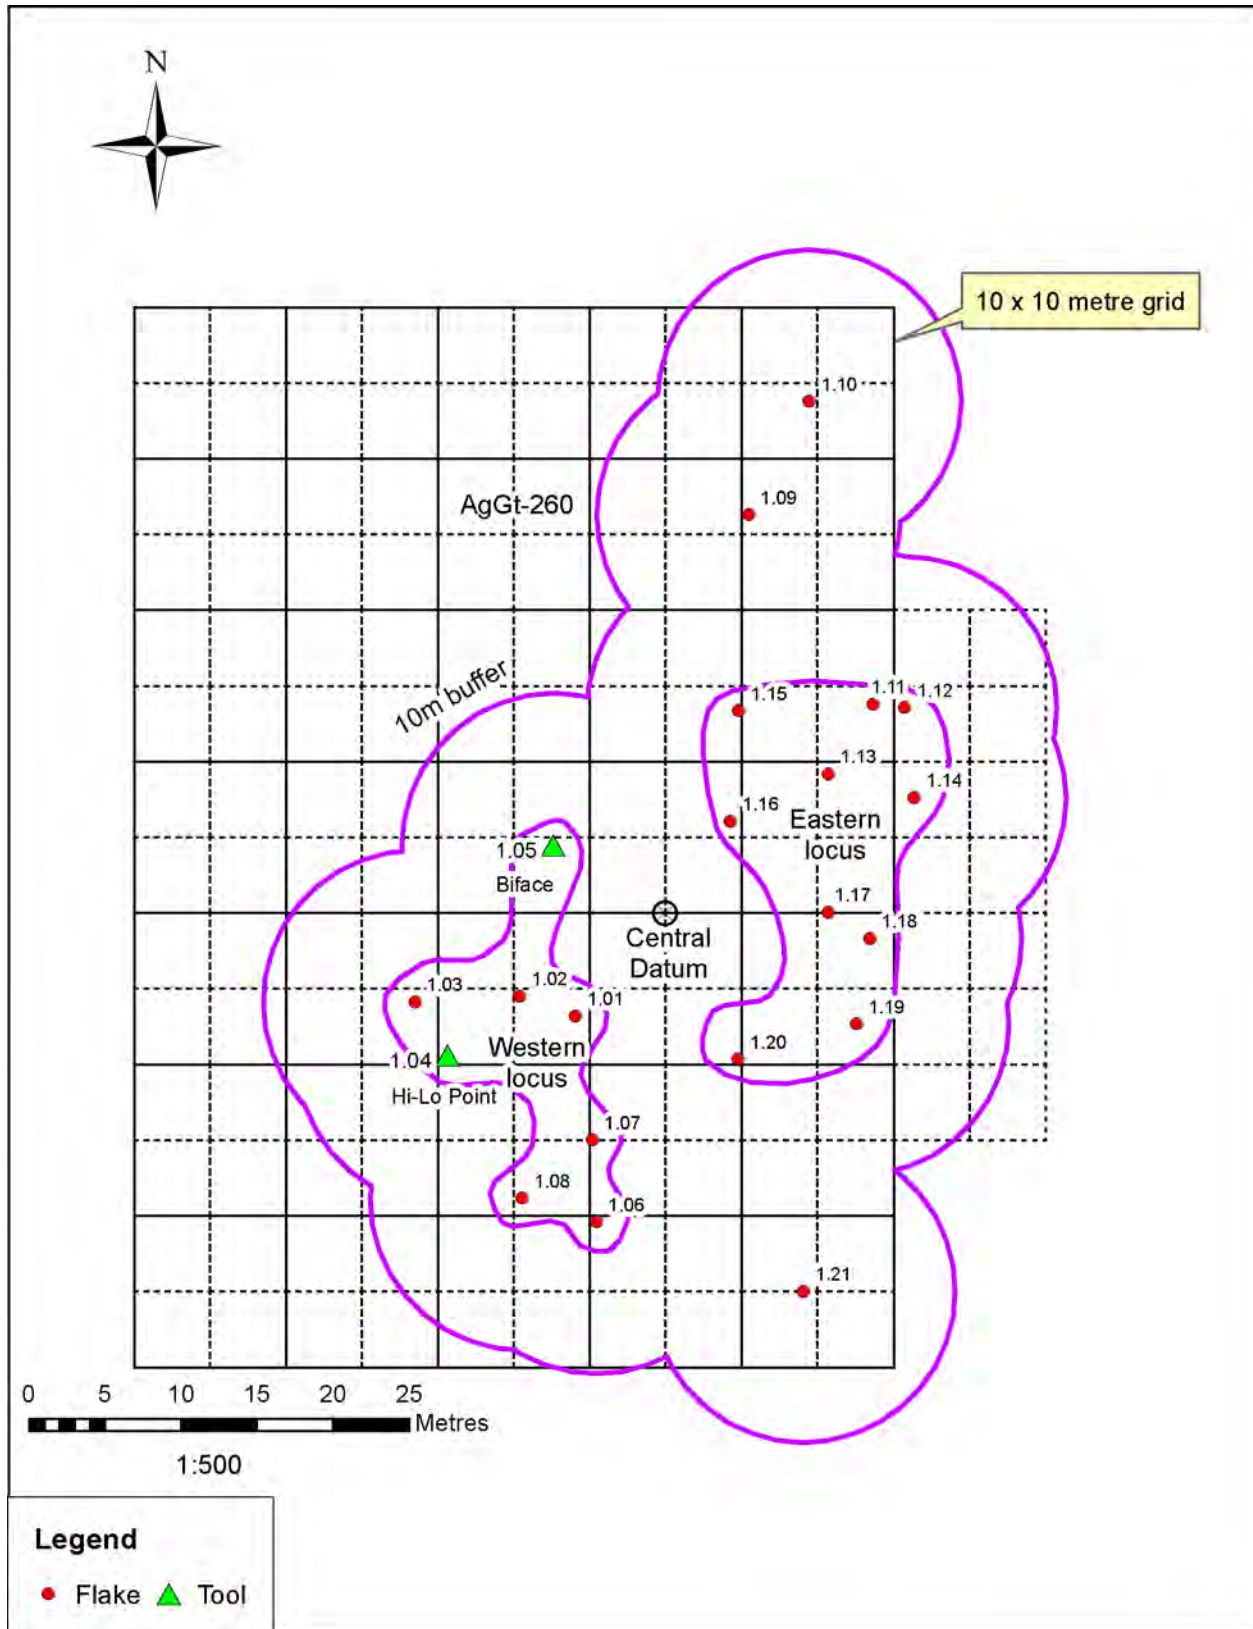 N
10 x 10 metre grid
1.10
AgGt-260
1.09
10m buffer
1.15
1.11
1.12
1.13
1.14
1.16
Eastern
locus
1.05
Biface
1.17
1.18
Central
Datum
1.03
1.02
1.01
1.19
1.04
Western
locus
1.20
Hi-Lo Point
1.07
1.08
1.06
1.21
0 5 10 15 20 25
Metres
1:500
Legend
Flake Tool